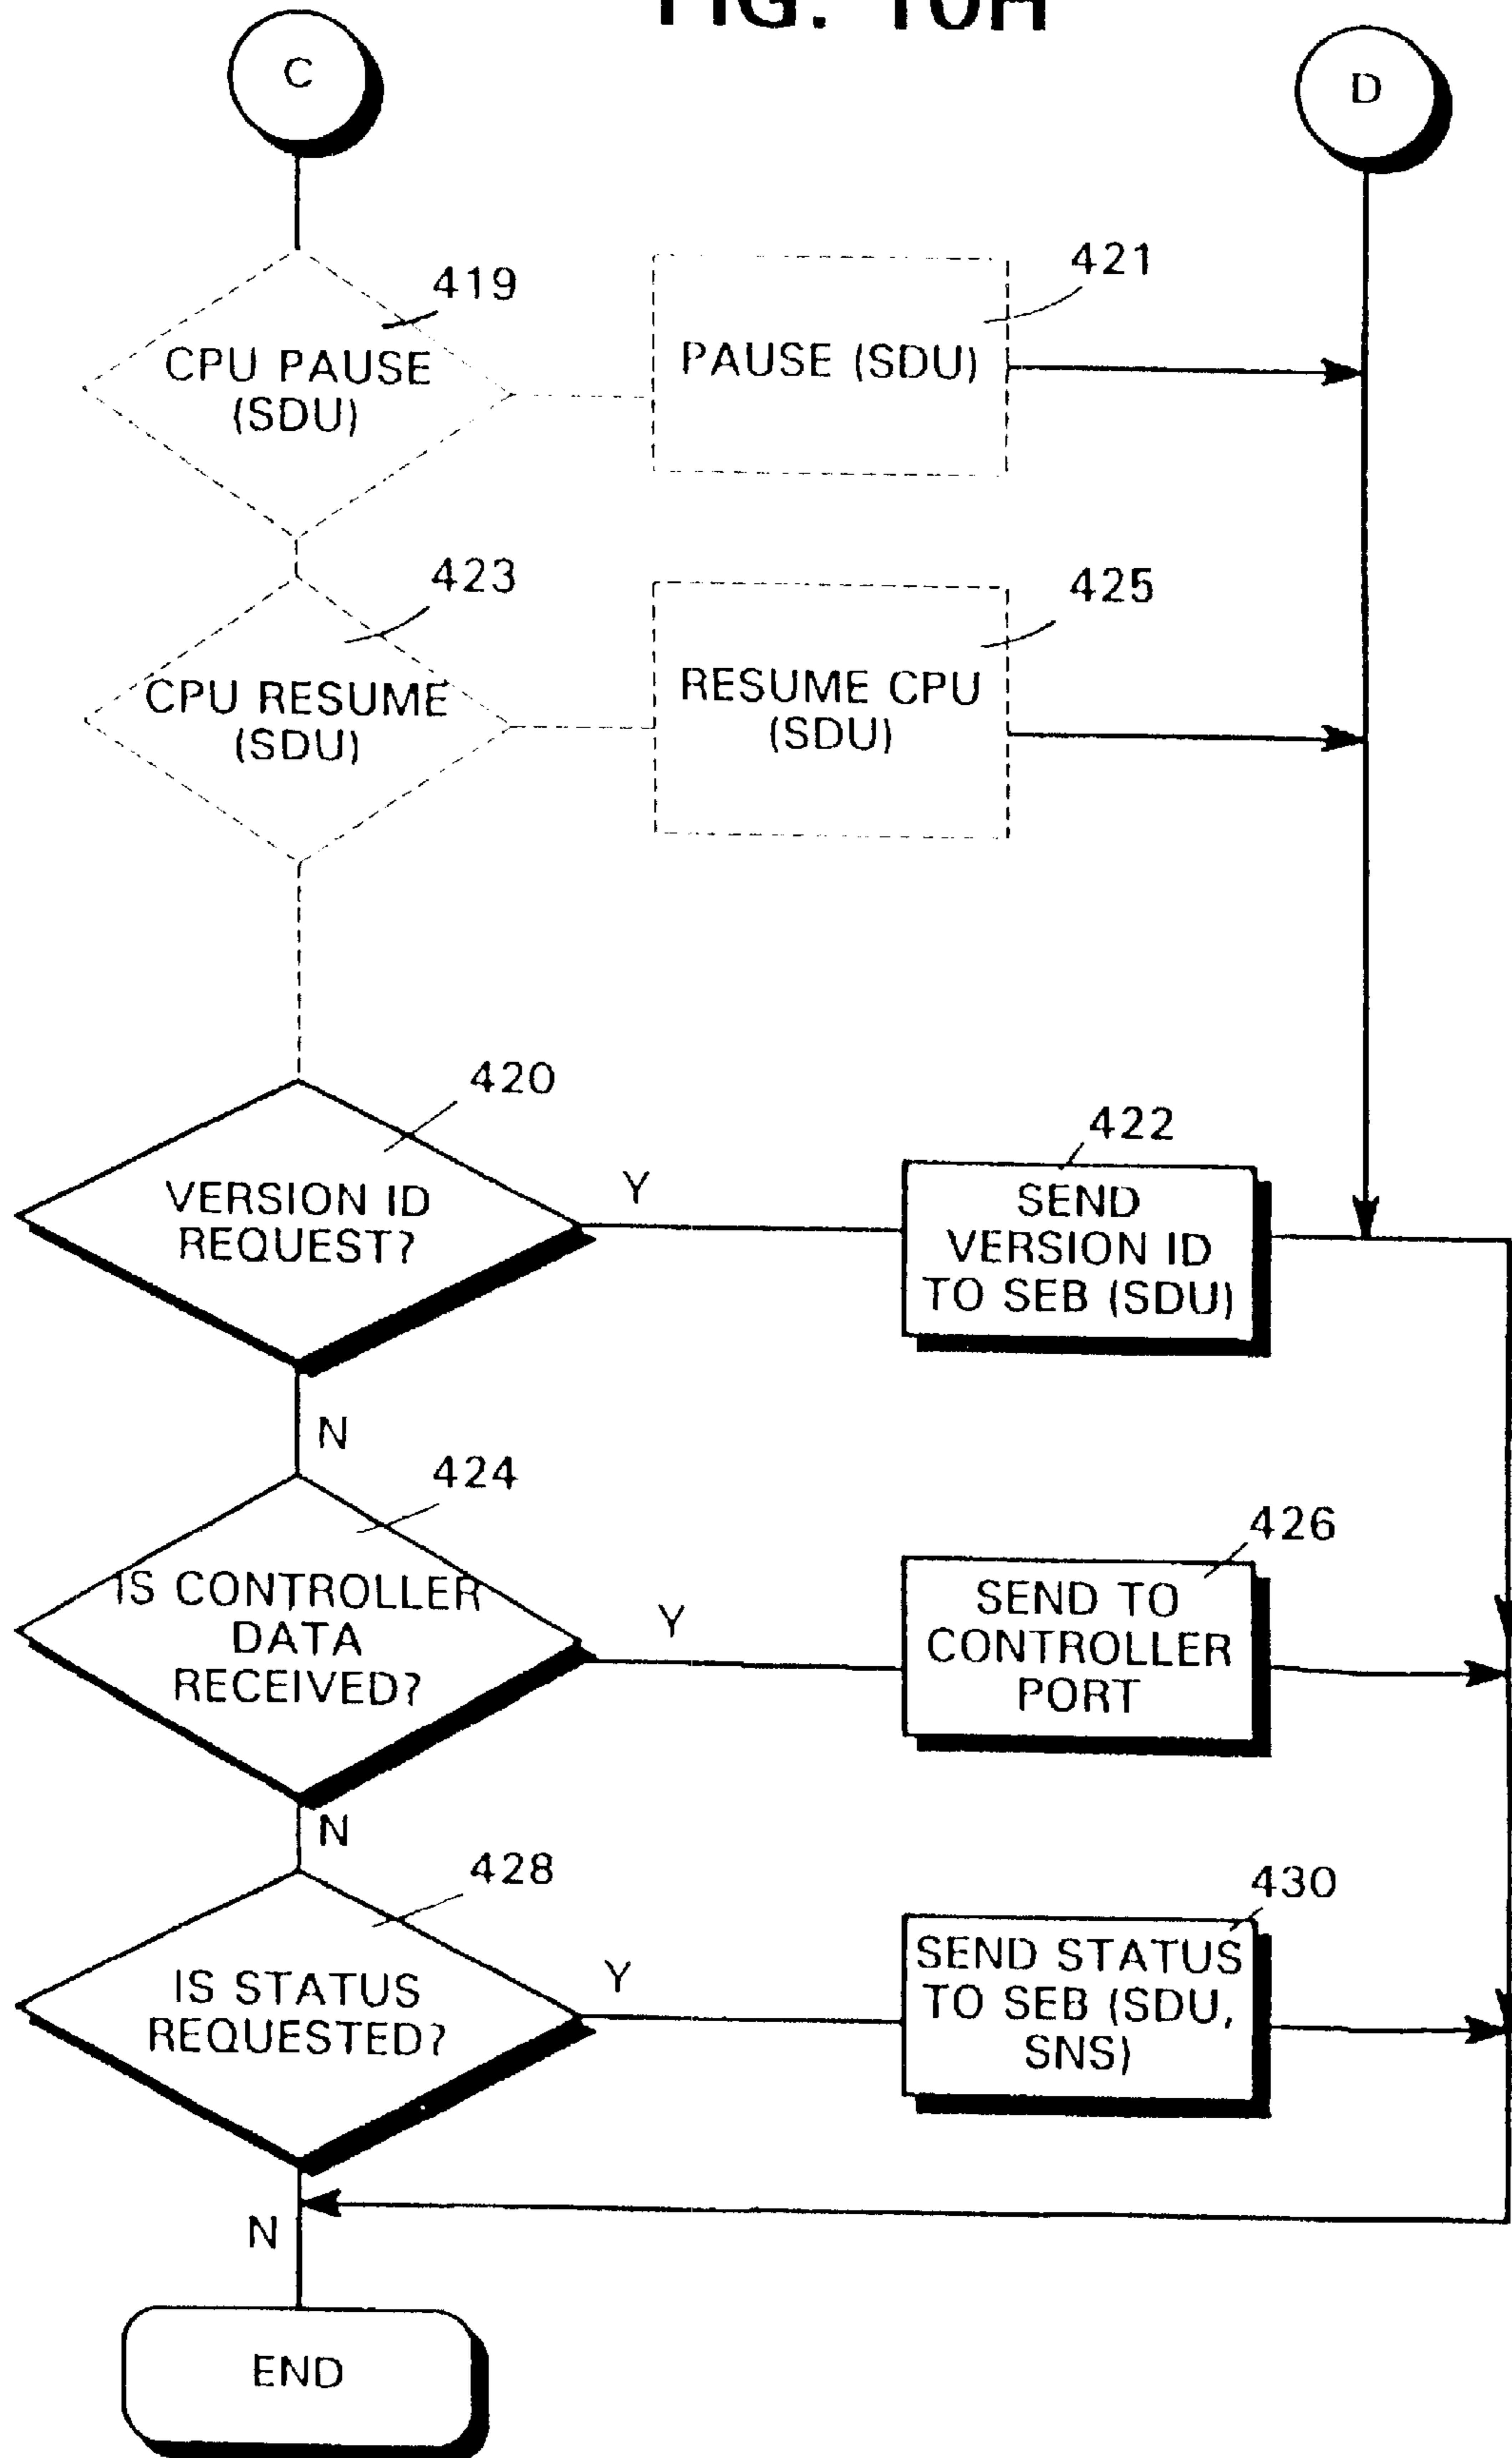 FIG. 10H
C
D
419
CPU PAUSE
(SDU)
421
PAUSE (SDU)
423
CPU RESUME
(SDU)
425
RESUME CPU
(SDU)
420
VERSION ID
REQUEST?
Y
422
SEND
VERSION ID
TO SEB (SDU)
N
424
IS CONTROLLER
DATA
RECEIVED?
Y
426
SEND TO
CONTROLLER
PORT
N
428
IS STATUS
REQUESTED?
Y
430
SEND STATUS
TO SEB (SDU,
SNS)
N
END